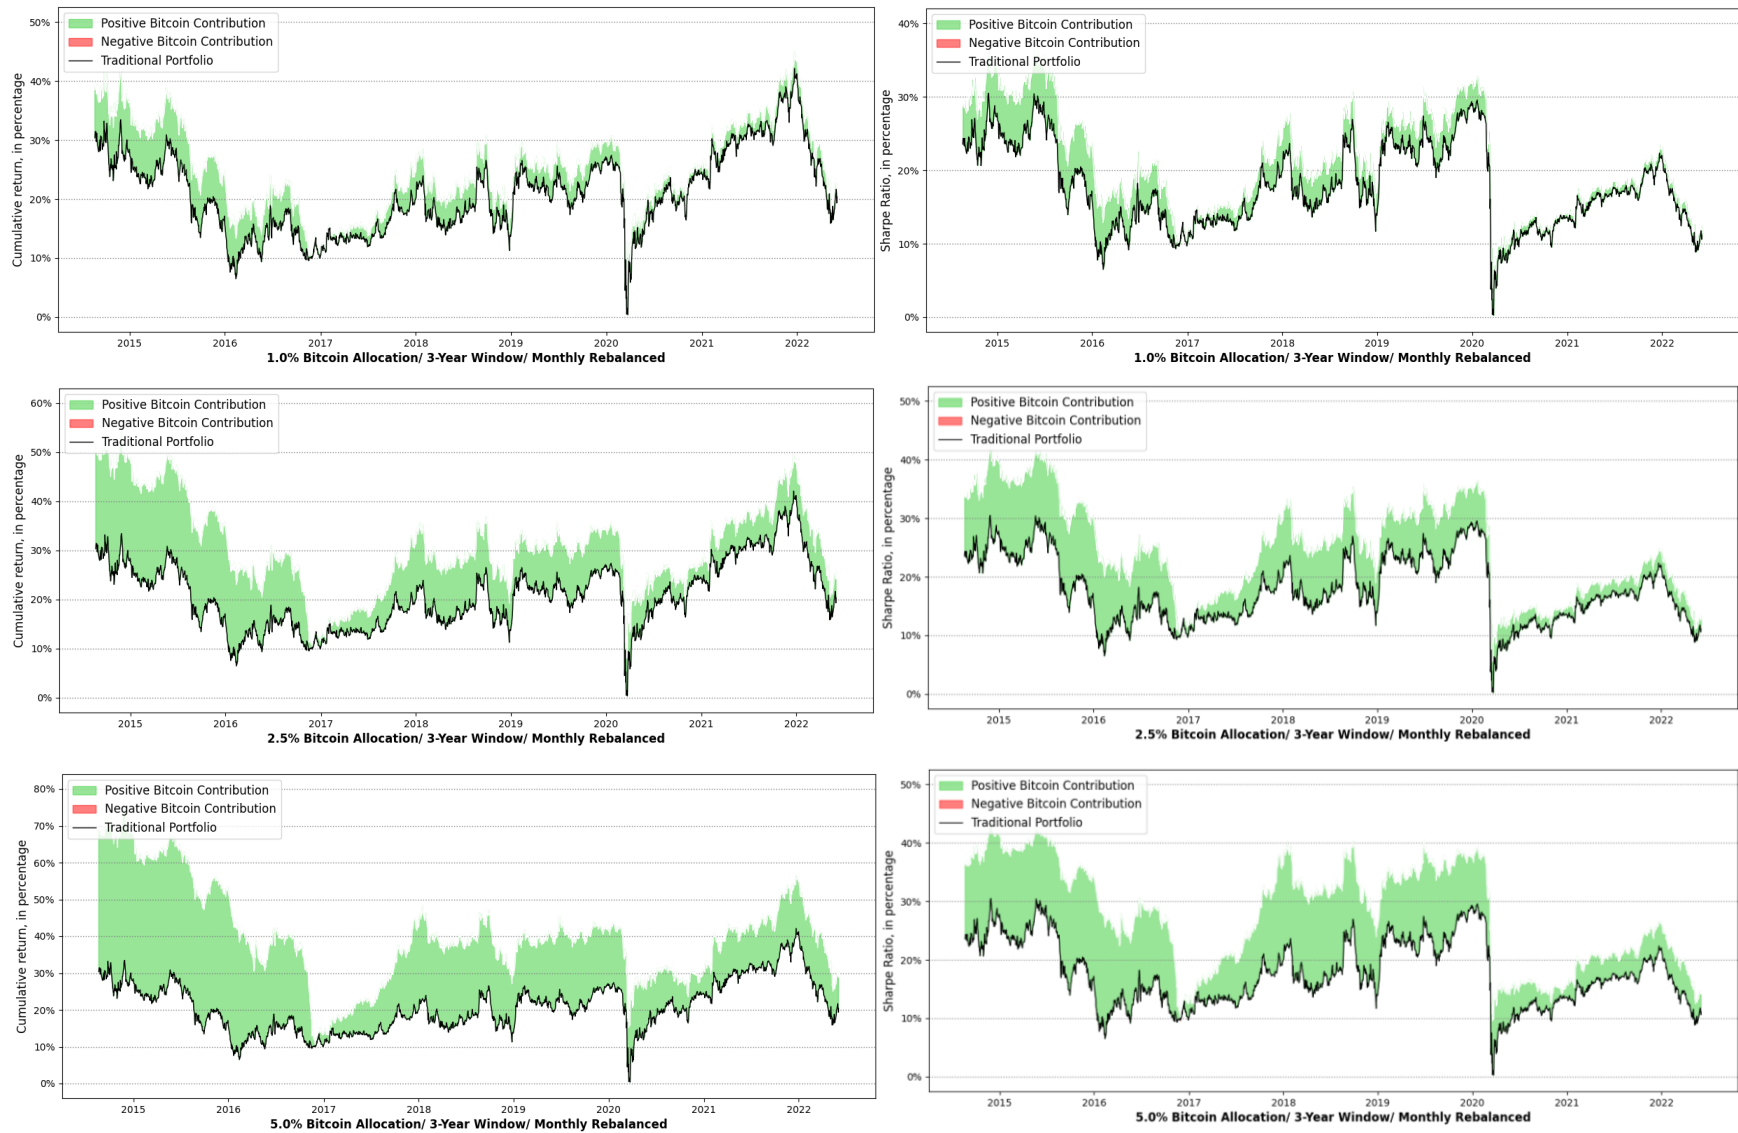 Cumulative return, in percentage
50%
40%
30%
20%
10%
0%
Positive Bitcoin Contribution
Negative Bitcoin Contribution
Traditional Portfolio
2015 2016 2017 2018 2019 2020 2021 2022
1.0% Bitcoin Allocation/ 3-Year Window/ Monthly Rebalanced
Sharpe Ratio, in percentage
40%
30%
20%
10%
0%
Positive Bitcoin Contribution
Negative Bitcoin Contribution
Traditional Portfolio
2015 2016 2017 2018 2019 2020 2021 2022
1.0% Bitcoin Allocation/ 3-Year Window/ Monthly Rebalanced
Cumulative return, in percentage
60%
50%
40%
30%
20%
10%
0%
Positive Bitcoin Contribution
Negative Bitcoin Contribution
Traditional Portfolio
2015 2016 2017 2018 2019 2020 2021 2022
2.5% Bitcoin Allocation/ 3-Year Window/ Monthly Rebalanced
Sharpe Ratio, in percentage
50%
40%
30%
20%
10%
0%
Positive Bitcoin Contribution
Negative Bitcoin Contribution
Traditional Portfolio
2015 2016 2017 2018 2019 2020 2021 2022
2.5% Bitcoin Allocation/ 3-Year Window/ Monthly Rebalanced
Cumulative return, in percentage
80%
70%
60%
50%
40%
30%
20%
10%
0%
Positive Bitcoin Contribution
Negative Bitcoin Contribution
Traditional Portfolio
2015 2016 2017 2018 2019 2020 2021 2022
5.0% Bitcoin Allocation/ 3-Year Window/ Monthly Rebalanced
Sharpe Ratio, in percentage
50%
40%
30%
20%
10%
0%
Positive Bitcoin Contribution
Negative Bitcoin Contribution
Traditional Portfolio
2015 2016 2017 2018 2019 2020 2021 2022
5.0% Bitcoin Allocation/ 3-Year Window/ Monthly Rebalanced